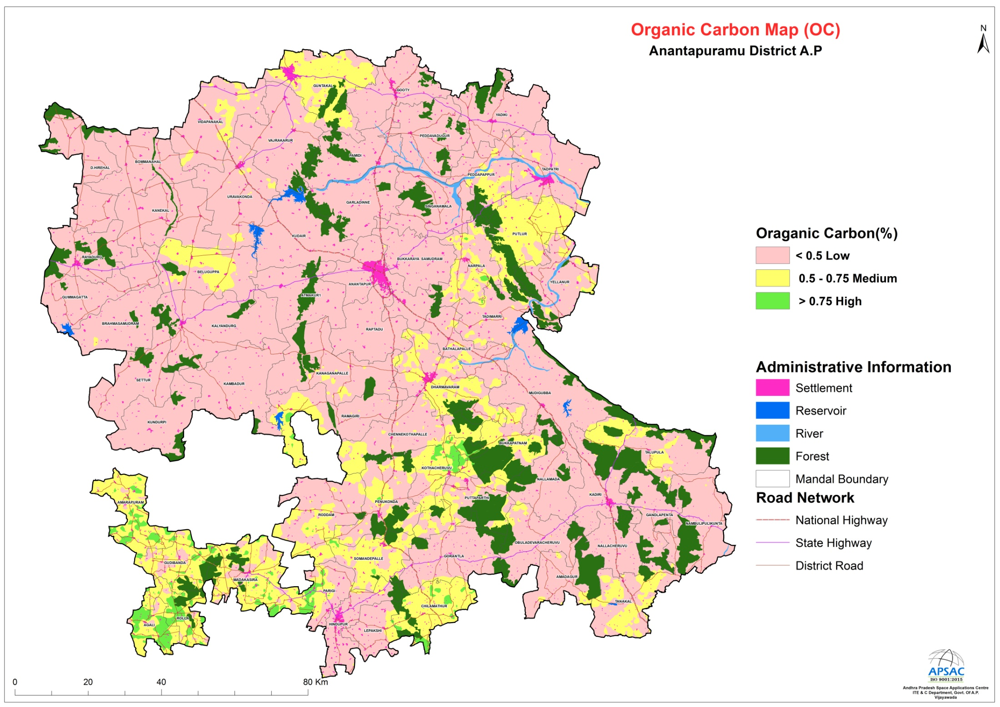 Organic Carbon Map (OC)
Anantapuramu District A.P
N
GUNTAKAL
GOOTY
YADIKI
VIDAPANAKAL
PEDDAVADUGUR
VAJRAKARUR
PAMIDI
BOMMANAHAL
D.HIREHAL
TADPATRI
PEDDAPAPPUR
URAVAKONDA
GARLADINNE
SINGANAMALA
KANEKAL
PUTLUR
KUDAIR
RAYADURG
BUKKARAYA SAMUDRAM
NARPALA
BELUGUPPA
YELLANUR
ANANTAPUR
ATMAKUR1
GUMMAGATTA
TADIMARRI
BRAHMASAMUDRAM
KALYANDURG
RAPTADU
BATHALAPALLE
KANAGANAPALLE
SETTUR
KAMBADUR
DHARMAVARAM
MUDIGUBBA
RAMAGIRI
KUNDURPI
CHENNEKOTHAPALLE
BUKKAPATNAM
TALUPULA
KOTHACHERUVU
NALLAMADA
KADIRI
PUTTAPARTHI
AMARAPURAM
PENUKONDA
RODDAM
GANDLAPENTA
NAMBULIPULIKUNTA
OBULADEVARACHERUVU
NALLACHERUVU
SOMANDEPALLE
GORANTLA
GUDIBANDA
AMADAGUR
MADAKASIRA
PARIGI
TANAKAL
CHILAMATHUR
ROLLA
AGALI
HINDUPUR
LEPAKSHI
Oraganic Carbon(%)
< 0.5 Low
0.5 - 0.75 Medium
> 0.75 High
Administrative Information
Settlement
Reservoir
River
Forest
Mandal Boundary
Road Network
National Highway
State Highway
District Road
0 20 40 80 Km
APSAC
ISO 9001:2015
Andhra Pradesh Space Applications Centre
ITE & C Department, Govt. Of A.P.
Vijayawada